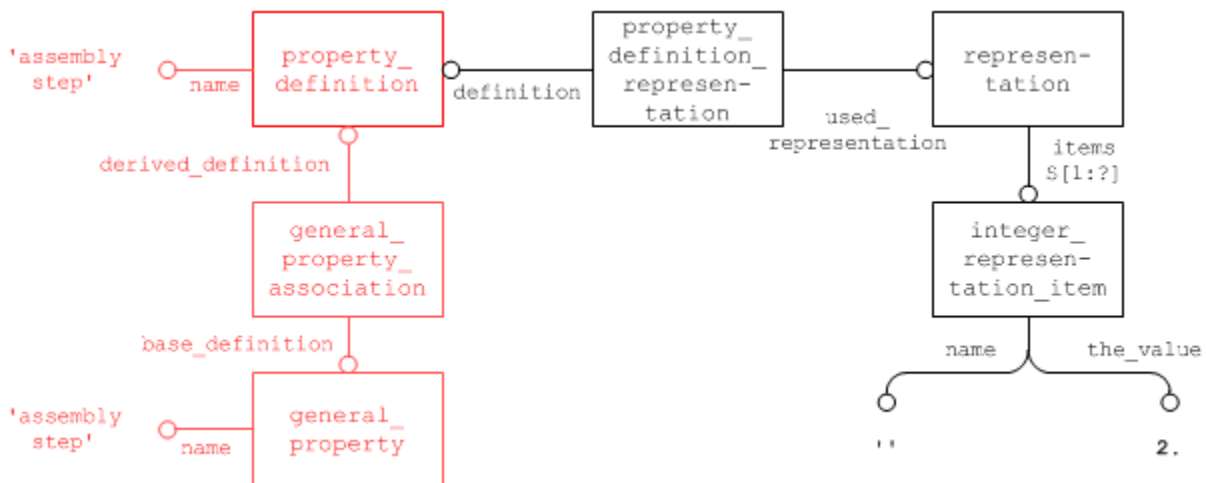 'assembly
step'
name
property_
definition
definition
property_
definition_
represen-
tation
used_
representation
represen-
tation
items
S[1:?]
derived_definition
general_
property_
association
integer_
represen-
tation_item
base_definition
name
the_value
'assembly
step'
name
general_
property
''
2.